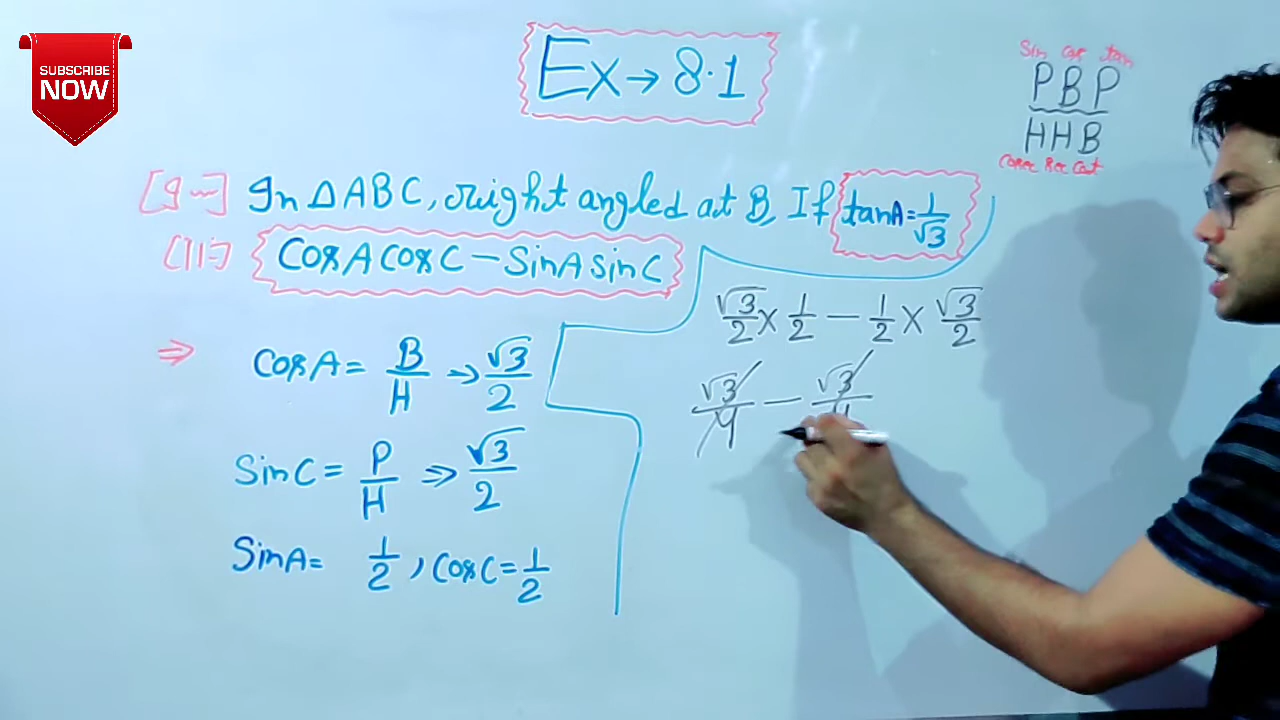 SUBSCRIBE
NOW
Ex → 8.1
Sin cos tan
P B P
H H B
Cosec Sec Cot
[9~] In ΔABC, right angled at B, If tanA = 1/√3
(ii) CosA CosC − SinA SinC
√3/2 × 1/2 − 1/2 × √3/2
⇒ CosA = B/H ⇒ √3/2
√3/4 − √3/4
SinC = P/H ⇒ √3/2
SinA = 1/2, CosC = 1/2